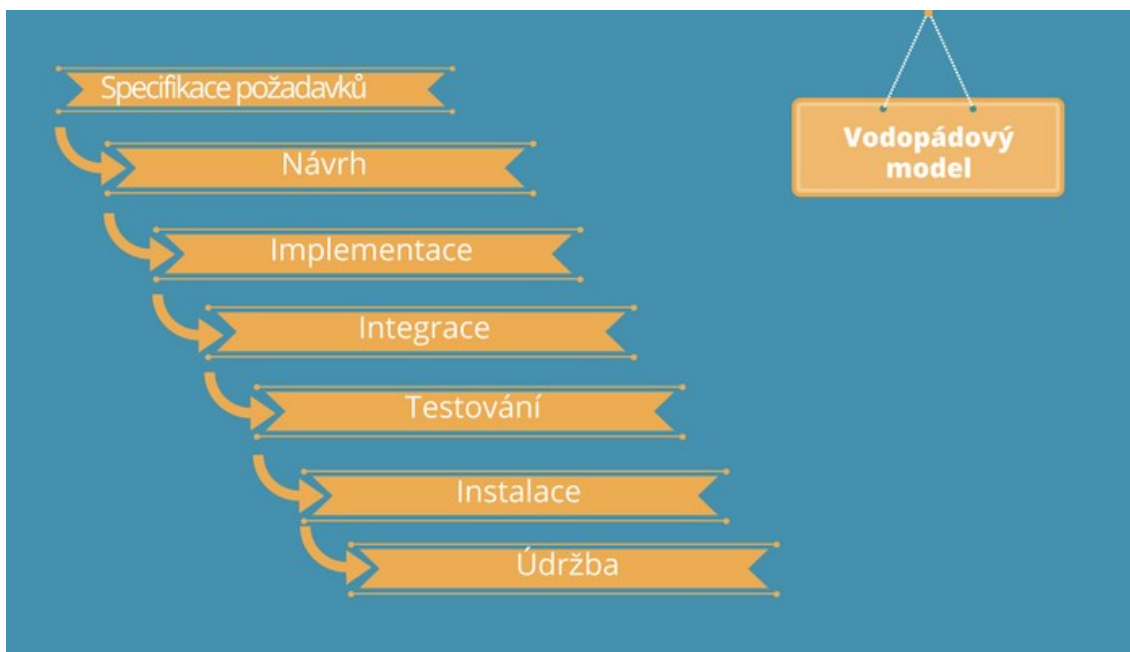 Specifikace požadavků
Návrh
Implementace
Integrace
Testování
Instalace
Údržba
Vodopádový
model